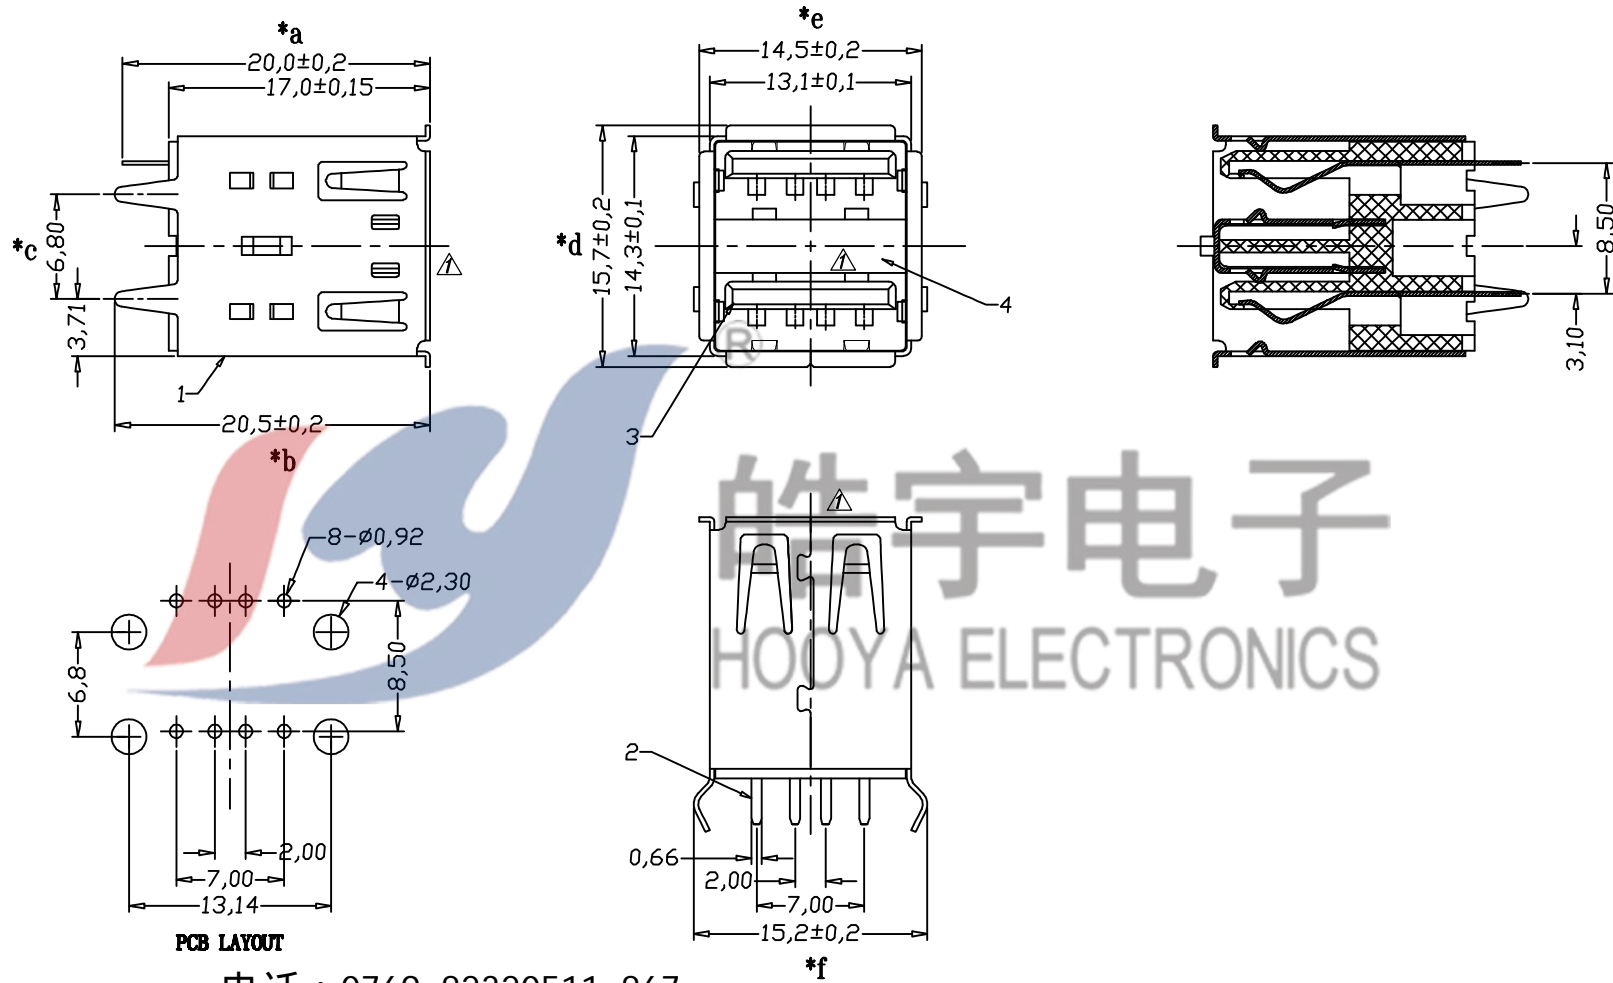 *a
20,0±0,2
17,0±0,15
*c
6,80
3,71
1
20,5±0,2
*b
1
*e
14,5±0,2
13,1±0,1
*d
15,7±0,2
14,3±0,1
1
4
3
®
8,50
3,10
皓宇电子
HOOYA ELECTRONICS
8-ø0,92
4-ø2,30
6,8
8,50
2,00
7,00
13,14
PCB LAYOUT
1
2
0,66
2,00
7,00
15,2±0,2
*f